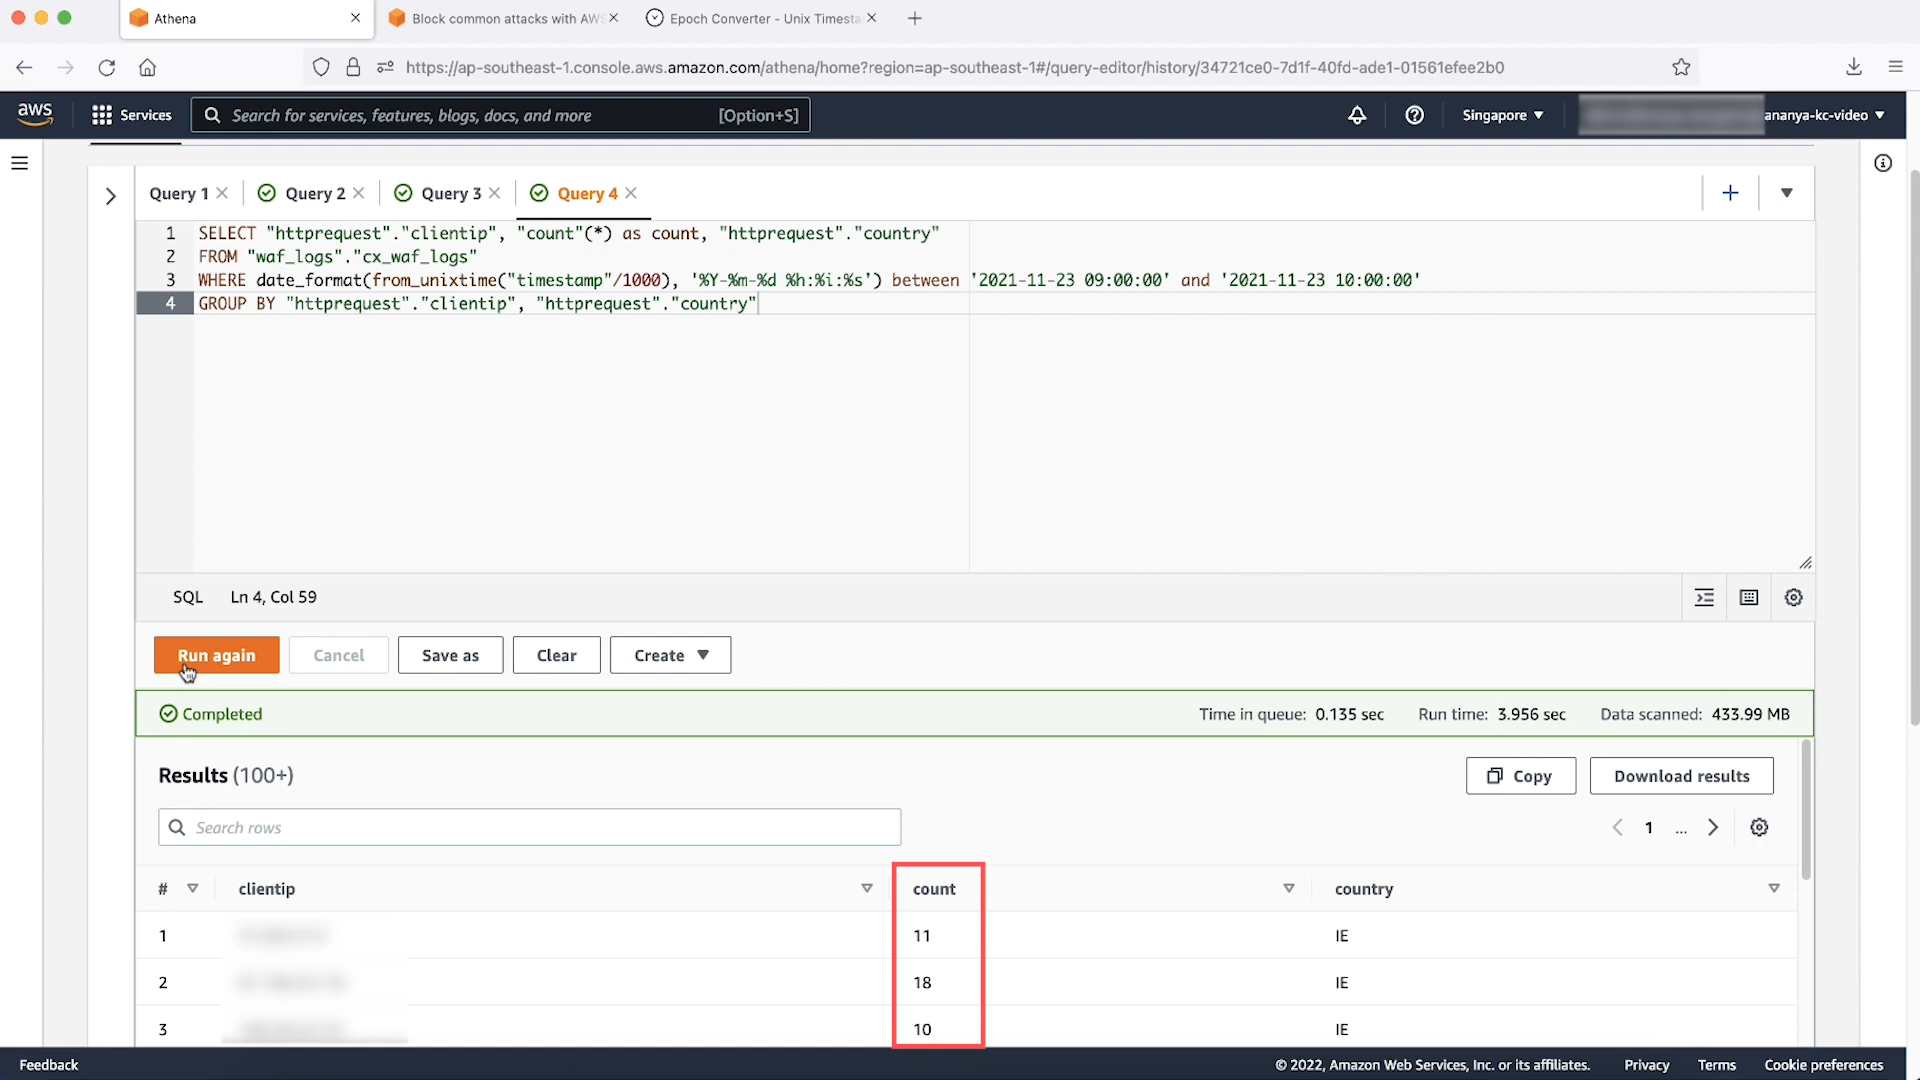 Athena
Block common attacks with AWS
Epoch Converter - Unix Timesta
https://ap-southeast-1.console.aws.amazon.com/athena/home?region=ap-southeast-1#/query-editor/history/34721ce0-7d1f-40fd-ade1-01561efee2b0
aws
Services
Search for services, features, blogs, docs, and more
[Option+S]
Singapore
ananya-kc-video
Query 1
Query 2
Query 3
Query 4
1 SELECT "httprequest"."clientip", "count"(*) as count, "httprequest"."country"
2 FROM "waf_logs"."cx_waf_logs"
3 WHERE date_format(from_unixtime("timestamp"/1000), '%Y-%m-%d %h:%i:%s') between '2021-11-23 09:00:00' and '2021-11-23 10:00:00'
4 GROUP BY "httprequest"."clientip", "httprequest"."country"
SQL Ln 4, Col 59
Run again
Cancel
Save as
Clear
Create
Completed
Time in queue: 0.135 sec Run time: 3.956 sec Data scanned: 433.99 MB
Results (100+)
Copy
Download results
Search rows
1 ...
# clientip count country
1 11 IE
2 18 IE
3 10 IE
Feedback
© 2022, Amazon Web Services, Inc. or its affiliates. Privacy Terms Cookie preferences